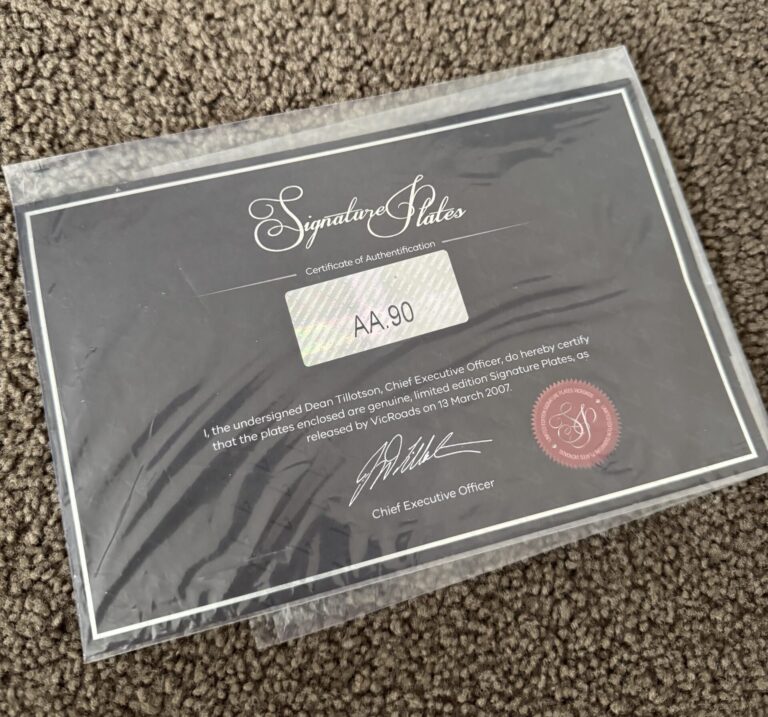 Signature Plates
Certificate of Authentification
AA.90
I, the undersigned Dean Tillotson, Chief Executive Officer, do hereby certify
that the plates enclosed are genuine, limited edition Signature Plates, as
released by VicRoads on 13 March 2007.
Chief Executive Officer